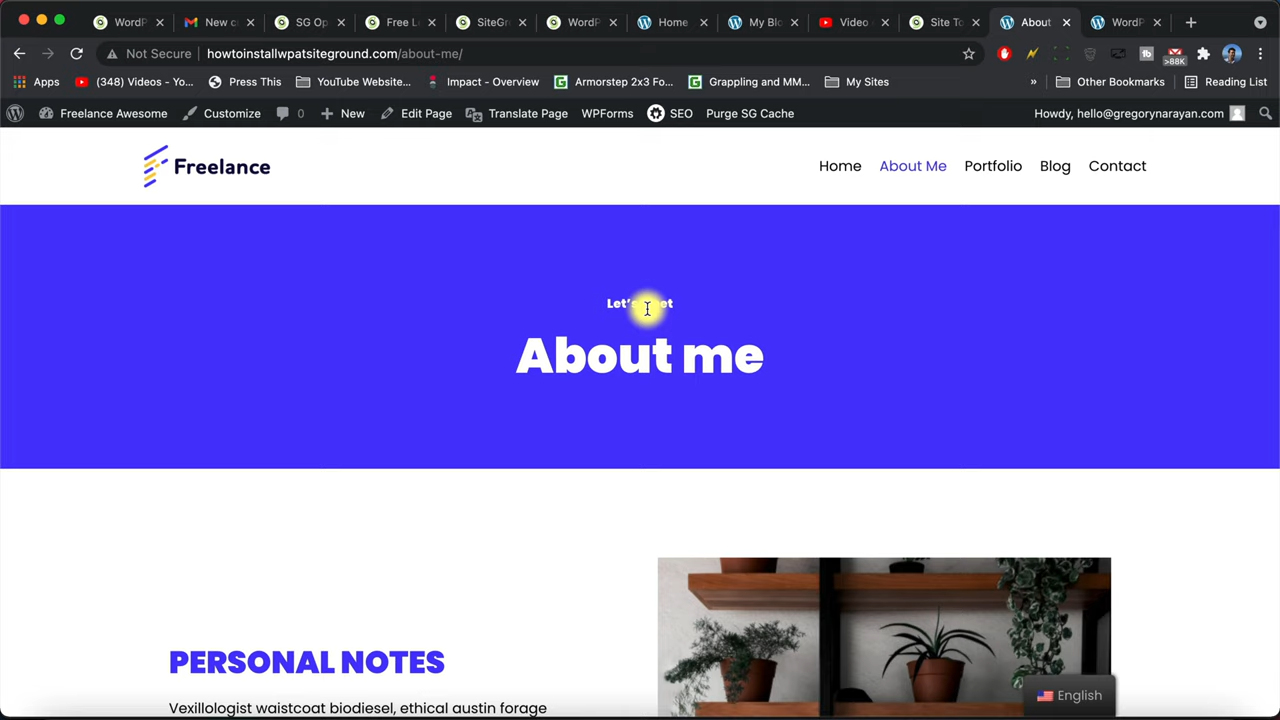 WordP
New c
SG Op
Free L
SiteGr
WordP
Home
My Blo
Video
Site To
About
WordP
Not Secure
howtoinstallwpatsiteground.com/about-me/
>88K
Apps
(348) Videos - Yo...
Press This
YouTube Website...
Impact - Overview
Armorstep 2x3 Fo...
Grappling and MM...
My Sites
»
Other Bookmarks
Reading List
Freelance Awesome
Customize
0
New
Edit Page
Translate Page
WPForms
SEO
Purge SG Cache
Howdy, hello@gregorynarayan.com
Freelance
Home
About Me
Portfolio
Blog
Contact
About me
PERSONAL NOTES
Vexillologist waistcoat biodiesel, ethical austin forage
English